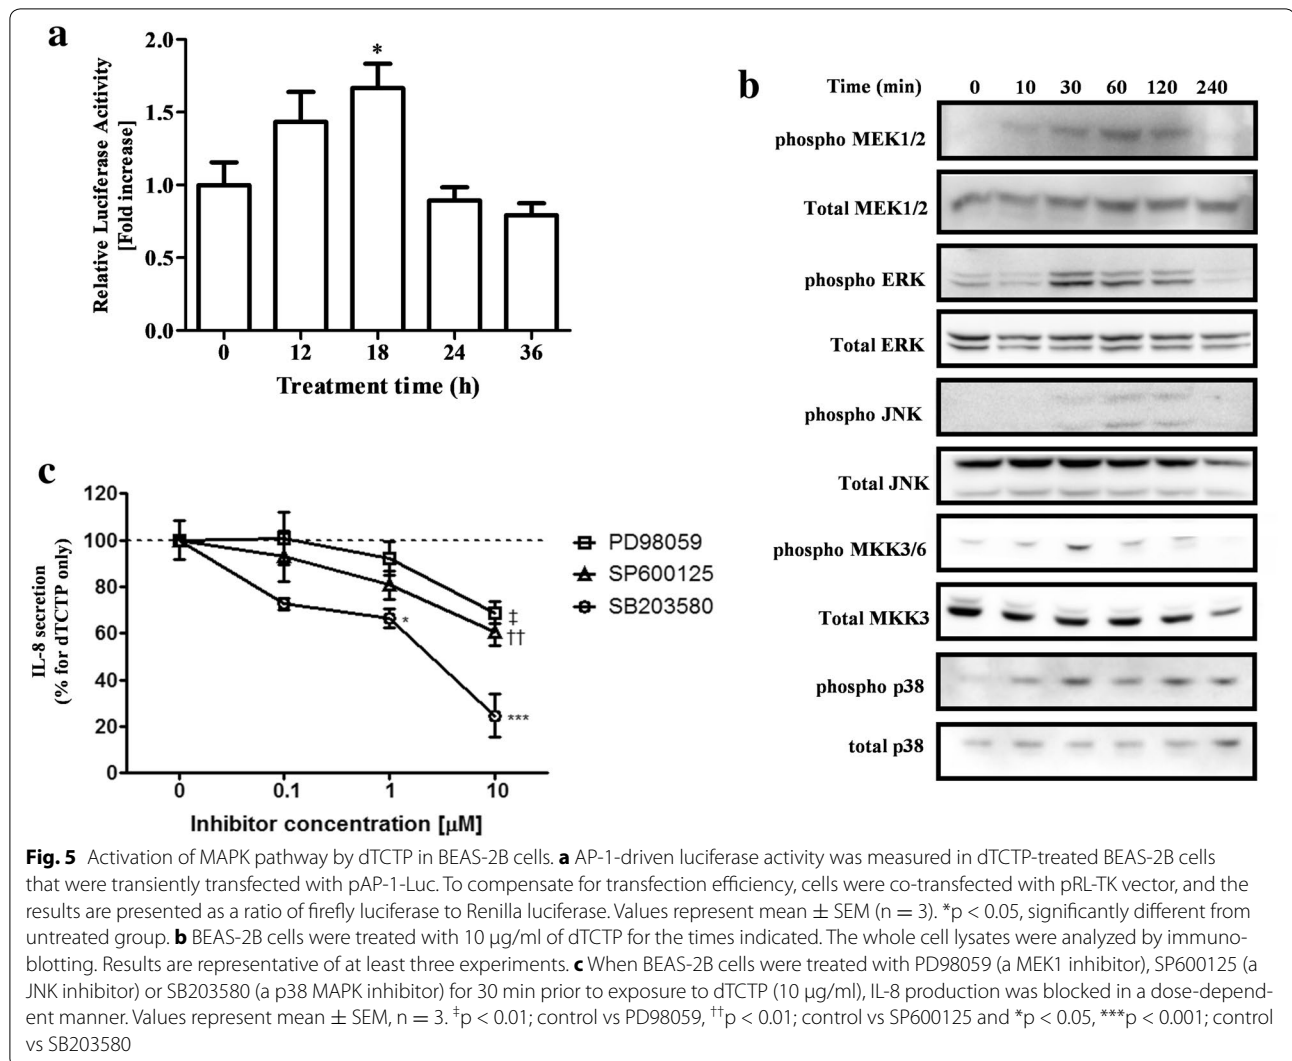 a
2.0
*
1.5
1.0
0.5
0.0
Relative Luciferase Acitivity
[Fold increase]
0 12 18 24 36
Treatment time (h)
b
Time (min) 0 10 30 60 120 240
phospho MEK1/2
Total MEK1/2
phospho ERK
Total ERK
phospho JNK
Total JNK
phospho MKK3/6
Total MKK3
phospho p38
total p38
c
120
100
80
60
40
20
0
IL-8 secretion
(% for dTCTP only)
PD98059
SP600125
SB203580
‡
††
*
***
0 0.1 1 10
Inhibitor concentration [μM]
Fig. 5 Activation of MAPK pathway by dTCTP in BEAS-2B cells. a AP-1-driven luciferase activity was measured in dTCTP-treated BEAS-2B cells
that were transiently transfected with pAP-1-Luc. To compensate for transfection efficiency, cells were co-transfected with pRL-TK vector, and the
results are presented as a ratio of firefly luciferase to Renilla luciferase. Values represent mean ± SEM (n = 3). *p < 0.05, significantly different from
untreated group. b BEAS-2B cells were treated with 10 μg/ml of dTCTP for the times indicated. The whole cell lysates were analyzed by immuno-
blotting. Results are representative of at least three experiments. c When BEAS-2B cells were treated with PD98059 (a MEK1 inhibitor), SP600125 (a
JNK inhibitor) or SB203580 (a p38 MAPK inhibitor) for 30 min prior to exposure to dTCTP (10 μg/ml), IL-8 production was blocked in a dose-depend-
ent manner. Values represent mean ± SEM, n = 3. ‡p < 0.01; control vs PD98059, ††p < 0.01; control vs SP600125 and *p < 0.05, ***p < 0.001; control
vs SB203580